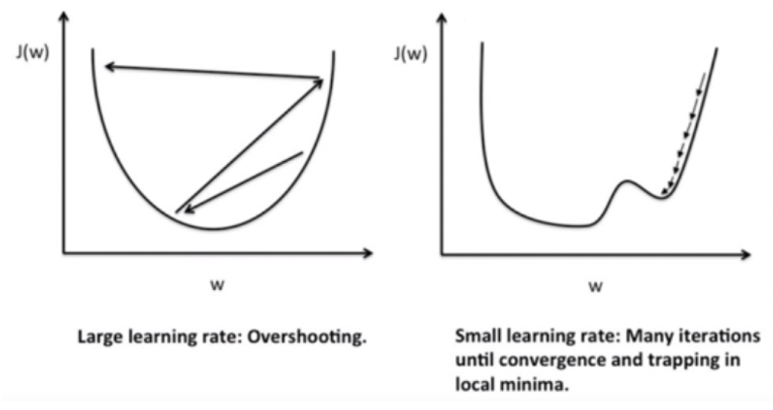 J(w)
w
Large learning rate: Overshooting.
J(w)
w
Small learning rate: Many iterations
until convergence and trapping in
local minima.